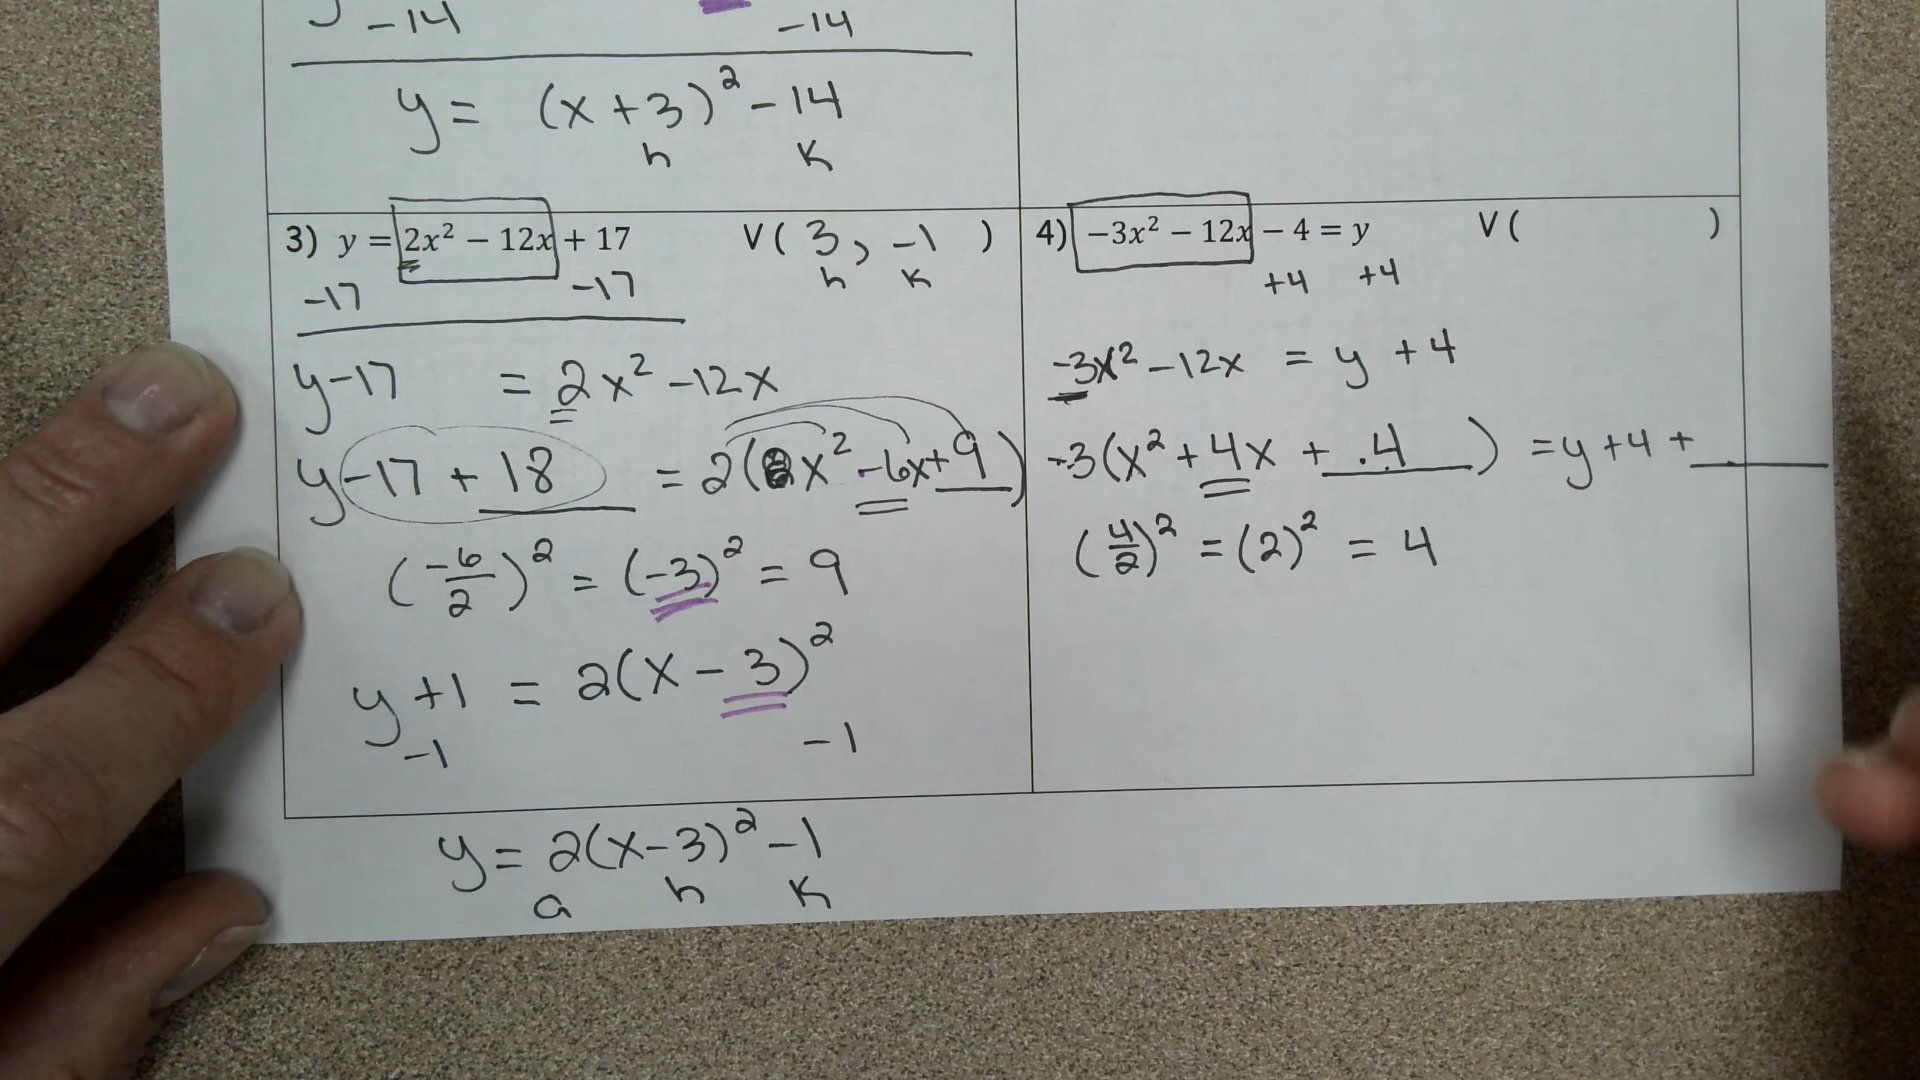 y -14 -14
y = (x + 3)² - 14
h k
3) y = 2x² − 12x + 17 V( 3, -1 )
-17 -17 h k
y - 17 = 2x² - 12x
y - 17 + 18 = 2(x² - 6x + 9)
(-6/2)² = (-3)² = 9
y + 1 = 2(x - 3)²
-1 -1
y = 2(x - 3)² - 1
a h k
4) −3x² − 12x − 4 = y V( )
+4 +4
-3x² - 12x = y + 4
-3(x² + 4x + .4 ) = y + 4 + ____
(4/2)² = (2)² = 4